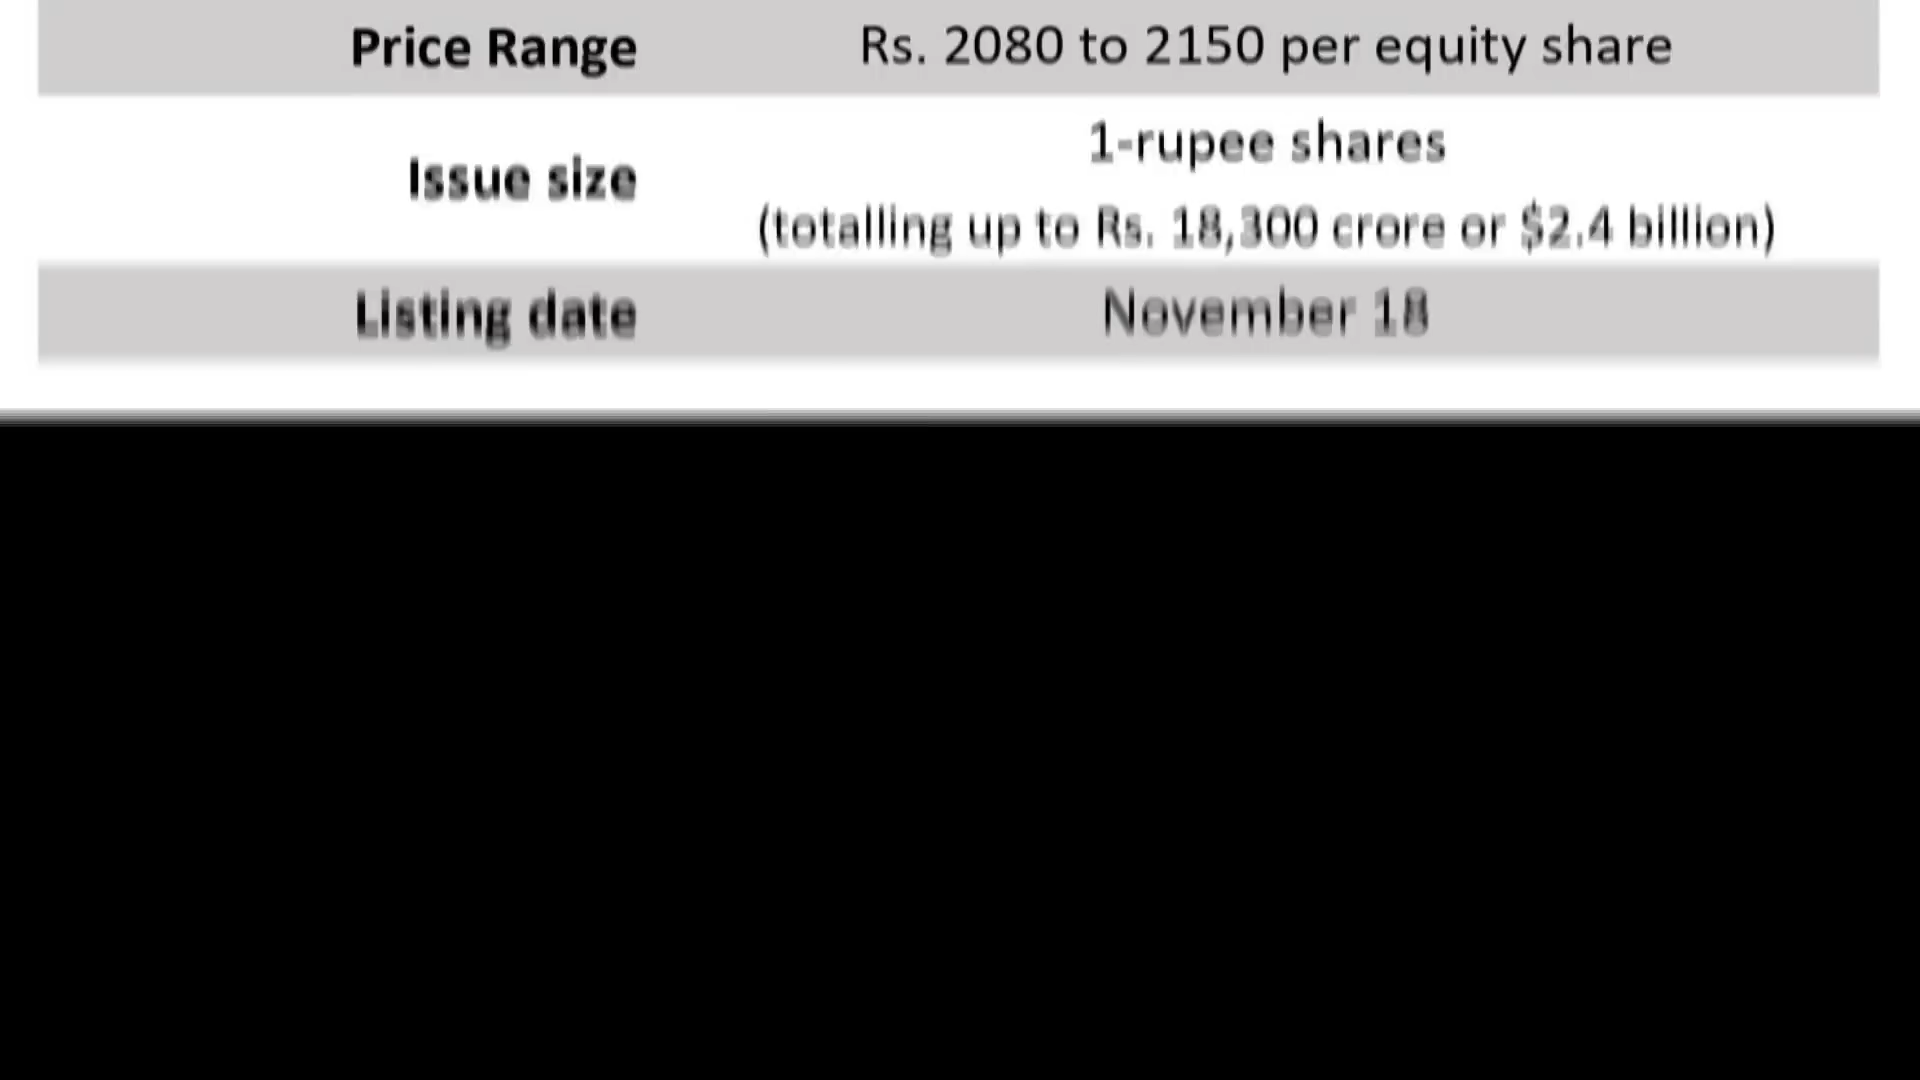 Price Range Rs. 2080 to 2150 per equity share
Issue size 1-rupee shares
(totalling up to Rs. 18,300 crore or $2.4 billion)
Listing date November 18